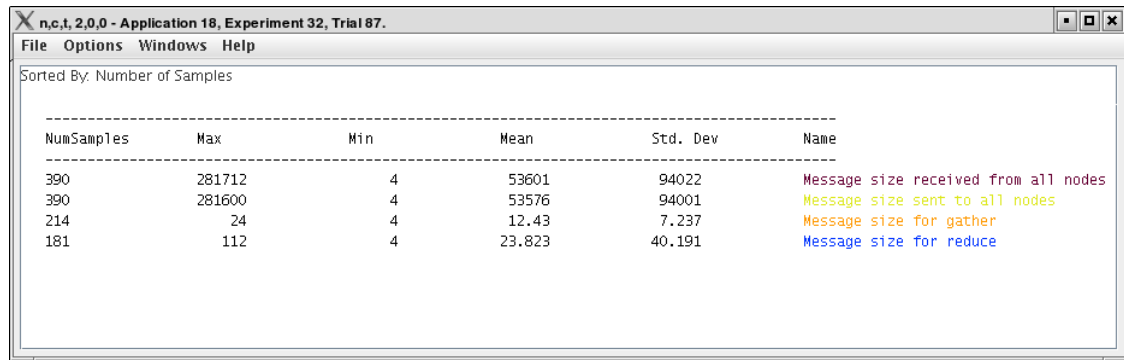 n,c,t, 2,0,0 - Application 18, Experiment 32, Trial 87.
File Options Windows Help
Sorted By: Number of Samples
NumSamples Max Min Mean Std. Dev Name
390 281712 4 53601 94022 Message size received from all nodes
390 281600 4 53576 94001 Message size sent to all nodes
214 24 4 12.43 7.237 Message size for gather
181 112 4 23.823 40.191 Message size for reduce